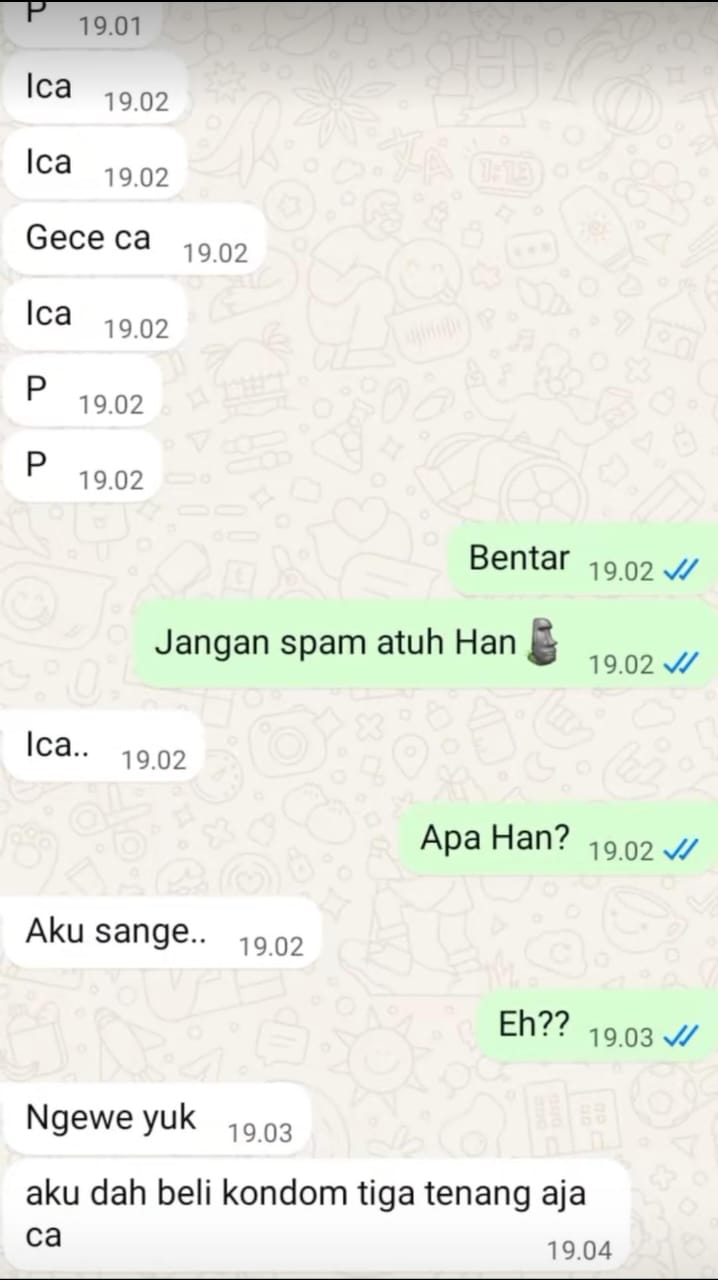 P 19.01
Ica 19.02
Ica 19.02
Gece ca 19.02
Ica 19.02
P 19.02
P 19.02
Bentar 19.02
Jangan spam atuh Han🗿 19.02
Ica.. 19.02
Apa Han? 19.02
Aku sange.. 19.02
Eh?? 19.03
Ngewe yuk 19.03
aku dah beli kondom tiga tenang aja
ca 19.04